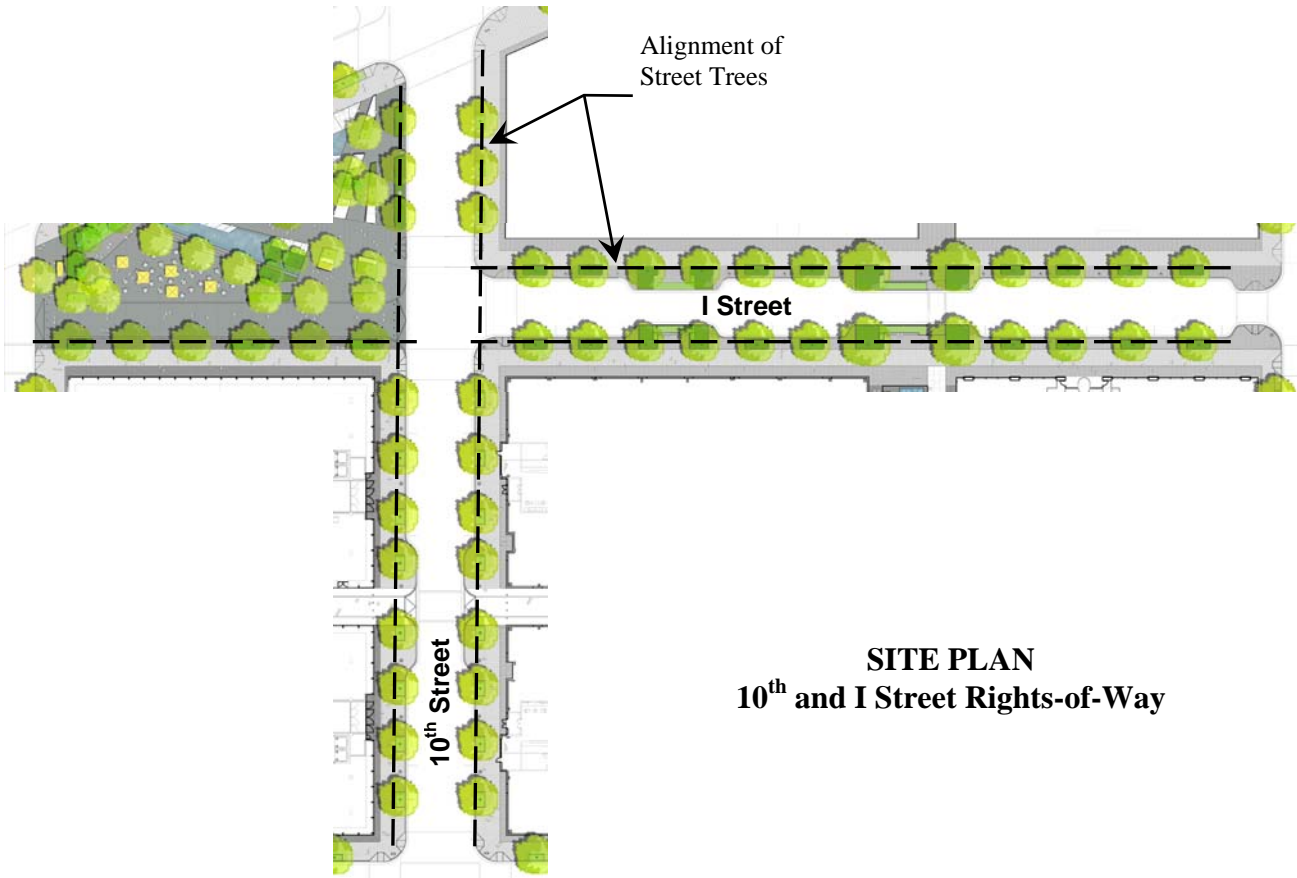 Alignment of
Street Trees
I Street
10th Street
SITE PLAN
10th and I Street Rights-of-Way